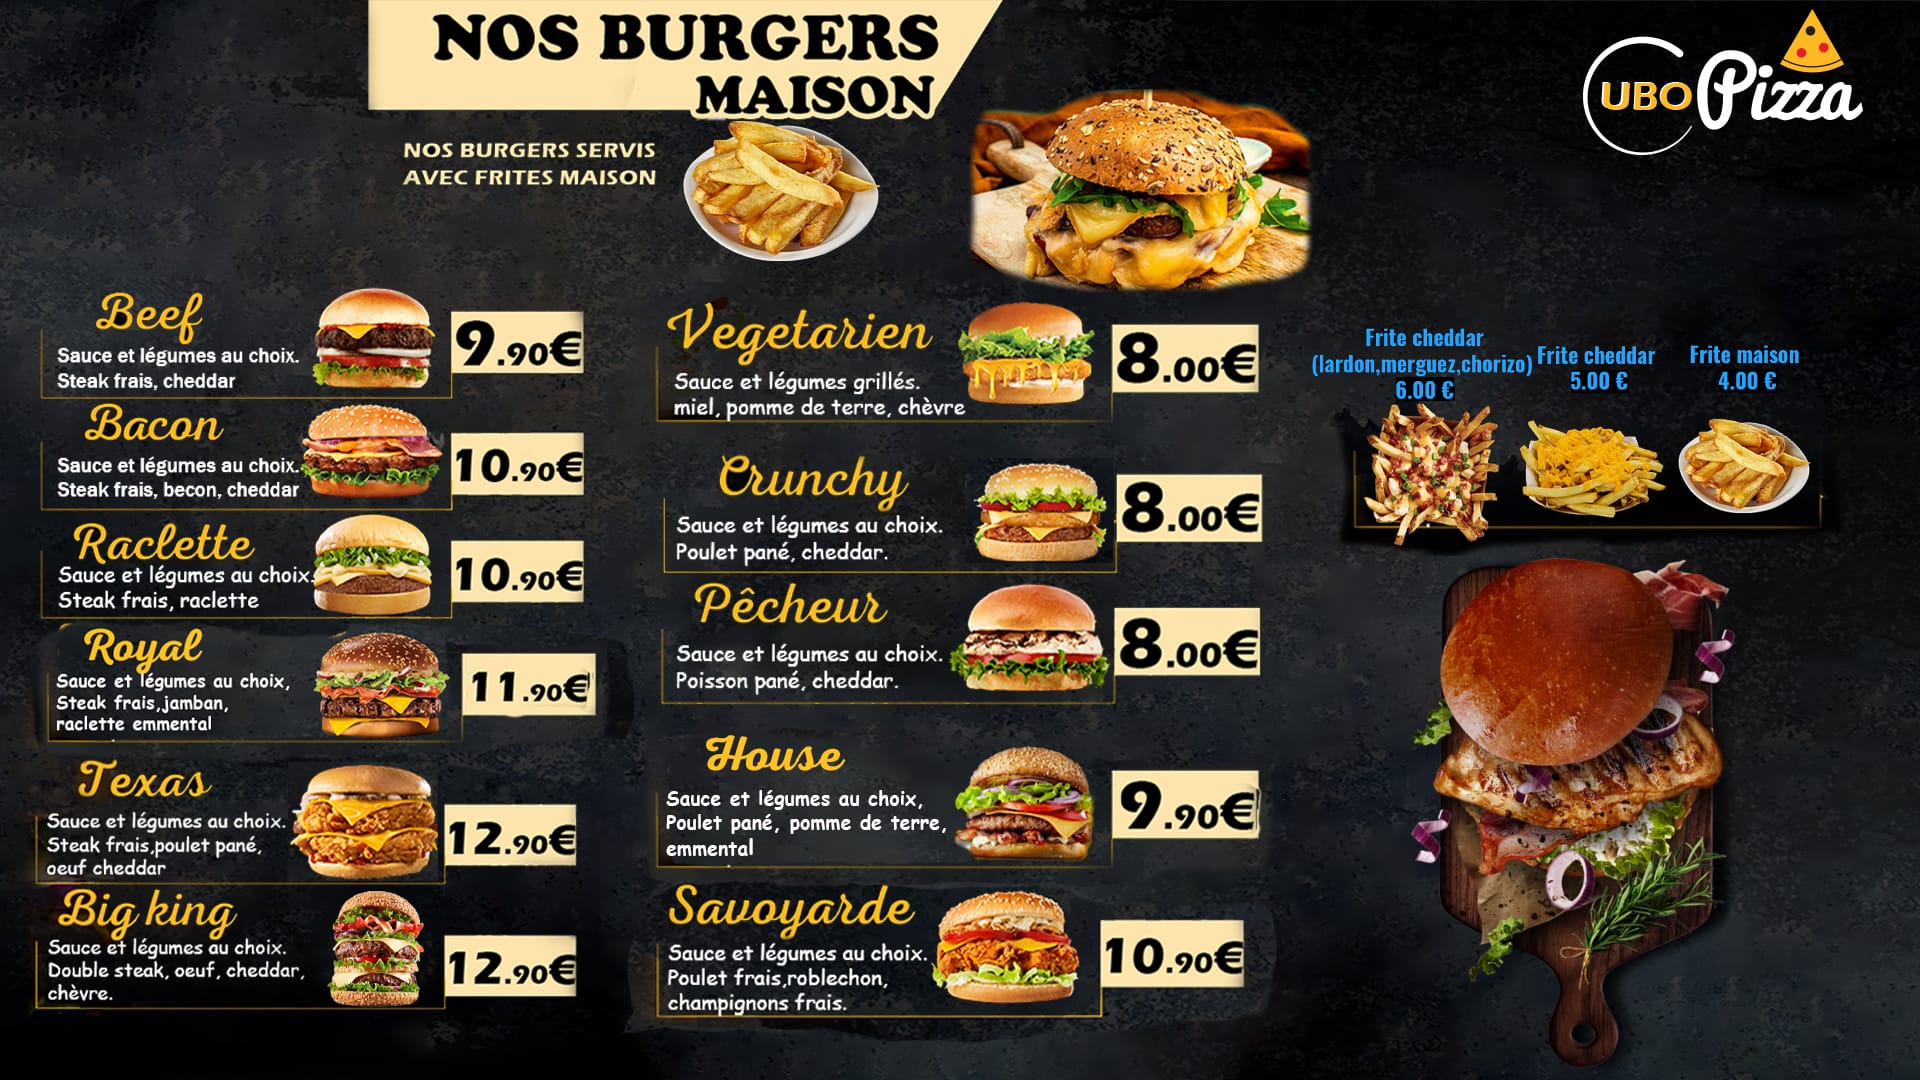 NOS BURGERS
MAISON
NOS BURGERS SERVIS
AVEC FRITES MAISON
UBO Pizza
Beef
Sauce et légumes au choix.
Steak frais, cheddar
9.90€
Bacon
Sauce et légumes au choix.
Steak frais, becon, cheddar
10.90€
Raclette
Sauce et légumes au choix.
Steak frais, raclette
10.90€
Royal
Sauce et légumes au choix,
Steak frais,jamban,
raclette emmental
11.90€
Texas
Sauce et légumes au choix.
Steak frais,poulet pané,
oeuf cheddar
12.90€
Big king
Sauce et légumes au choix.
Double steak, oeuf, cheddar,
chèvre.
12.90€
Vegetarien
Sauce et légumes grillés.
miel, pomme de terre, chèvre
8.00€
Crunchy
Sauce et légumes au choix.
Poulet pané, cheddar.
8.00€
Pêcheur
Sauce et légumes au choix.
Poisson pané, cheddar.
8.00€
House
Sauce et légumes au choix,
Poulet pané, pomme de terre,
emmental
9.90€
Savoyarde
Sauce et légumes au choix.
Poulet frais,roblechon,
champignons frais.
10.90€
Frite cheddar
(lardon,merguez,chorizo)
6.00 €
Frite cheddar
5.00 €
Frite maison
4.00 €